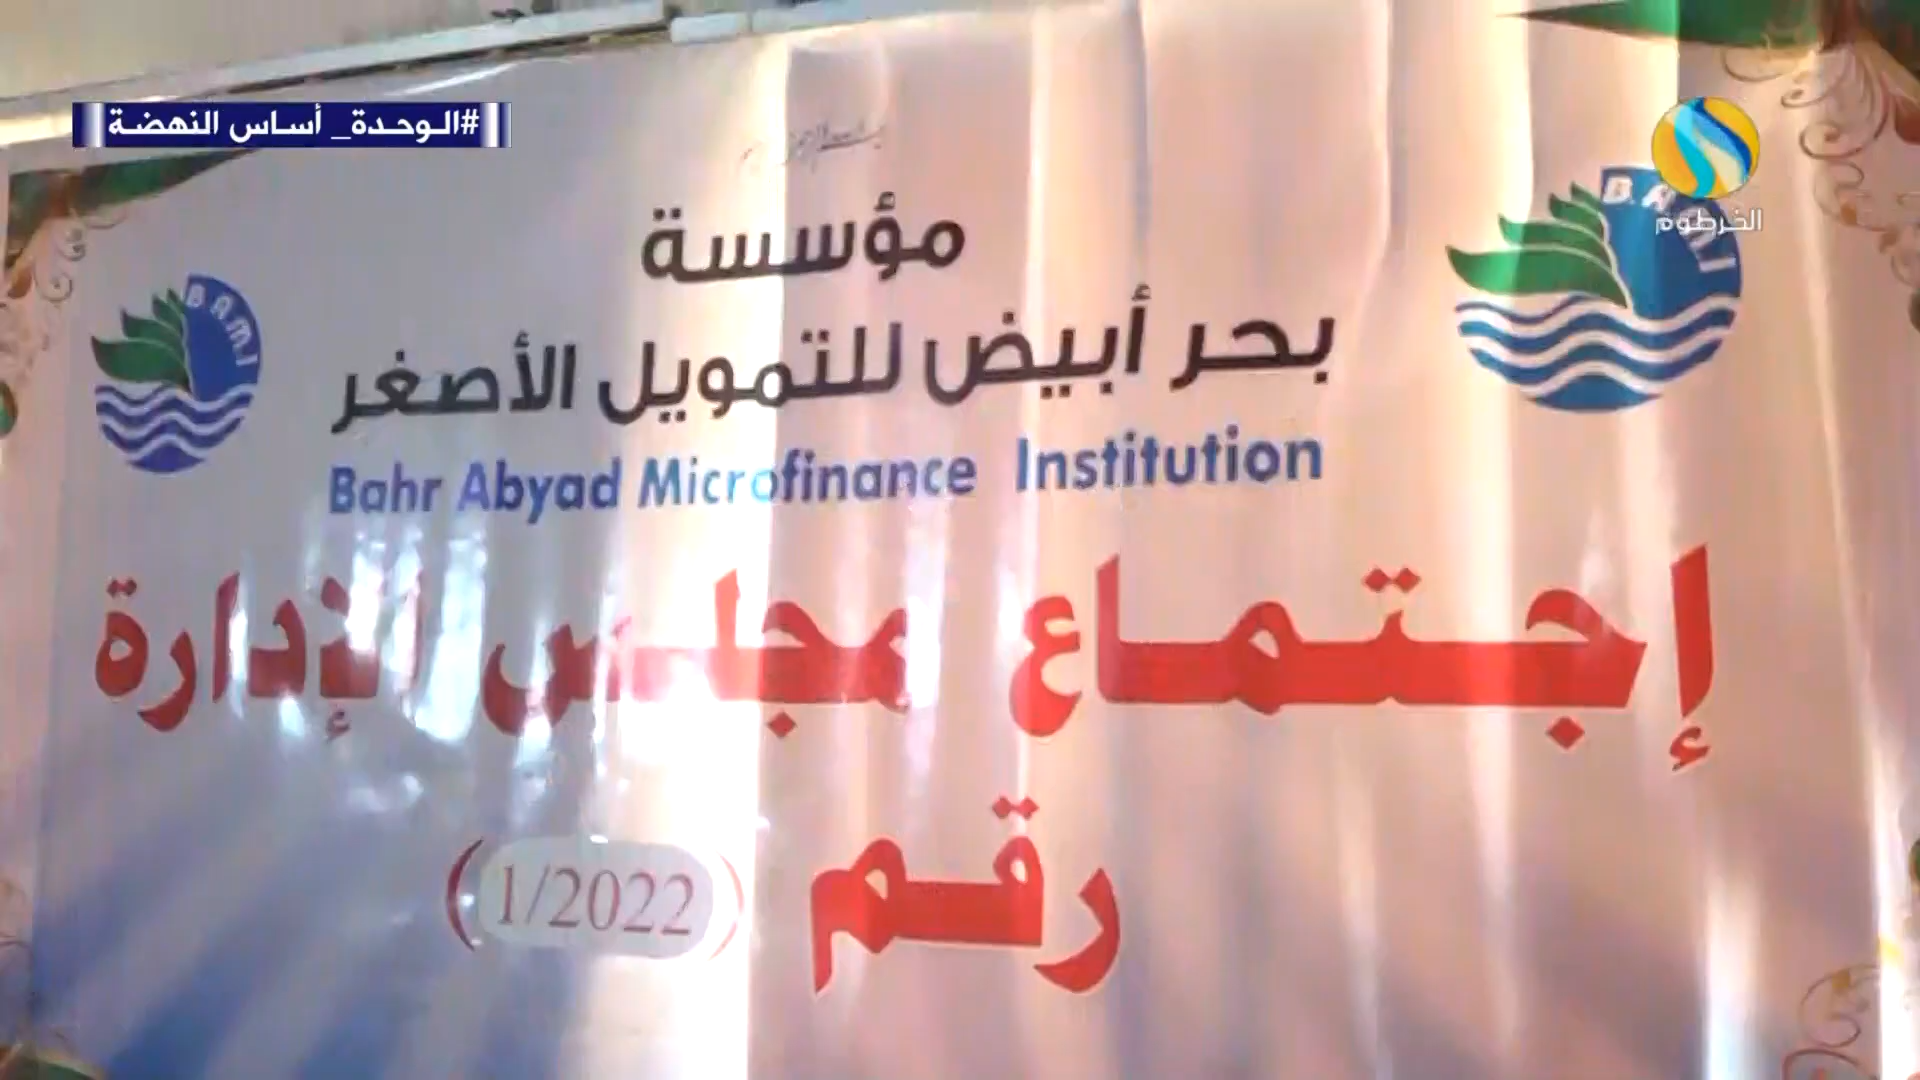 #الوحدة_ أساس النهضة
الخرطوم
مؤسسة
بحر أبيض للتمويل الأصغر
Bahr Abyad Microfinance Institution
B.A.M.I
إجتماع مجلس الإدارة
رقم (1/2022)